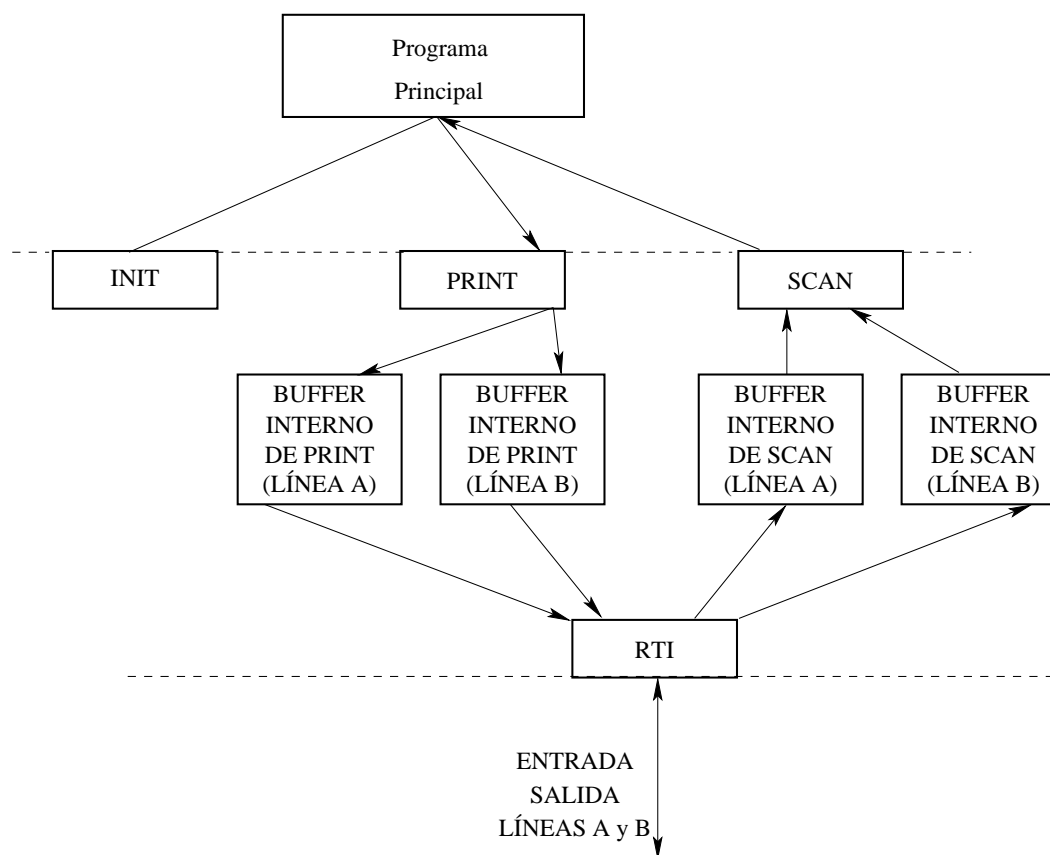 Programa
Principal
INIT
PRINT
SCAN
BUFFER
INTERNO
DE PRINT
(LÍNEA A)
BUFFER
INTERNO
DE PRINT
(LÍNEA B)
BUFFER
INTERNO
DE SCAN
(LÍNEA A)
BUFFER
INTERNO
DE SCAN
(LÍNEA B)
RTI
ENTRADA
SALIDA
LÍNEAS A y B